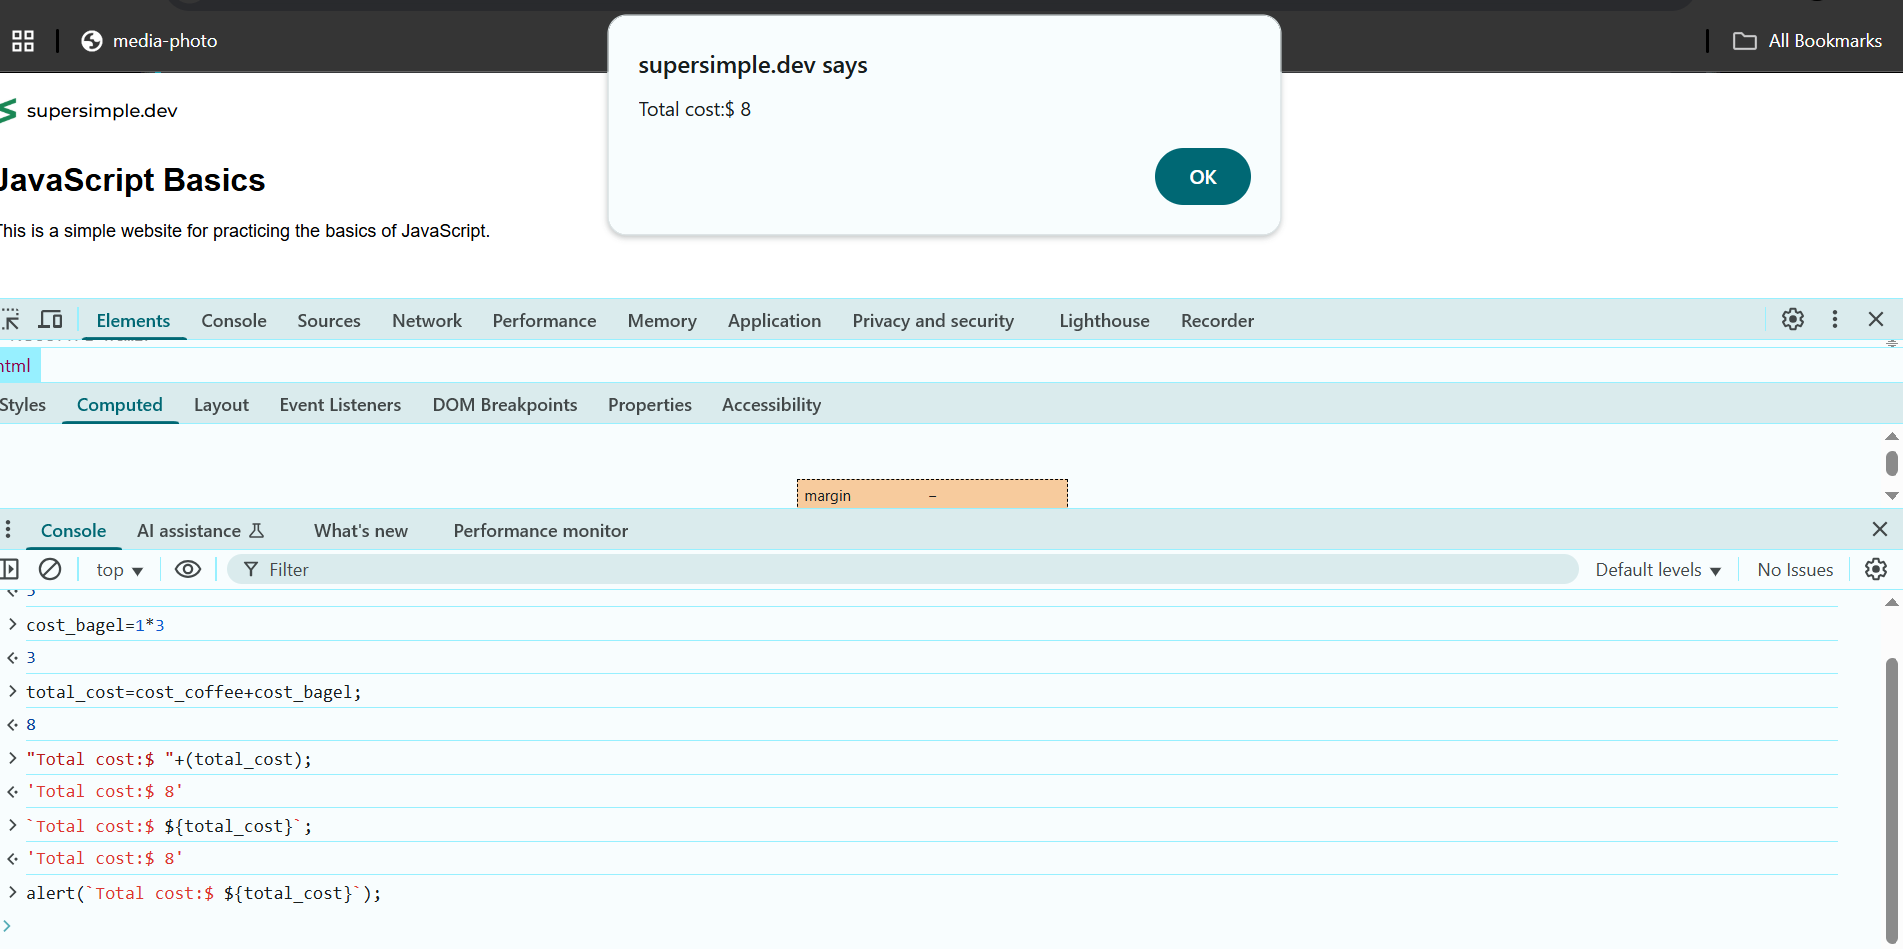 media-photo
All Bookmarks
supersimple.dev says
Total cost:$ 8
OK
supersimple.dev
JavaScript Basics
This is a simple website for practicing the basics of JavaScript.
Elements Console Sources Network Performance Memory Application Privacy and security Lighthouse Recorder
html
Styles Computed Layout Event Listeners DOM Breakpoints Properties Accessibility
margin –
Console AI assistance What's new Performance monitor
top Filter Default levels No Issues
cost_bagel=1*3
3
total_cost=cost_coffee+cost_bagel;
8
"Total cost:$ "+(total_cost);
'Total cost:$ 8'
`Total cost:$ ${total_cost}`;
'Total cost:$ 8'
alert(`Total cost:$ ${total_cost}`);